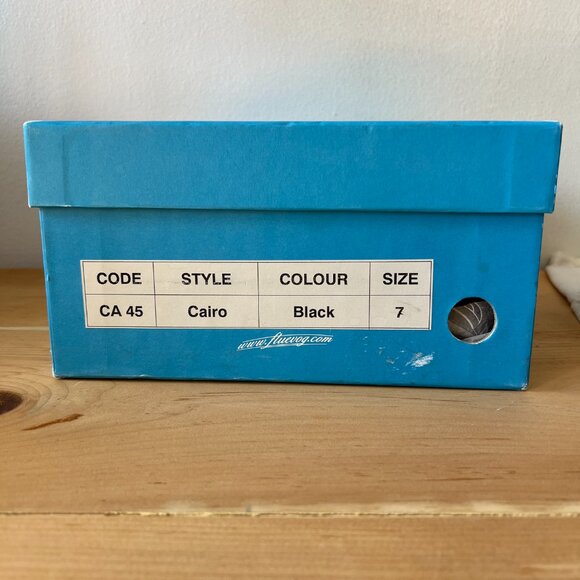 CODE STYLE COLOUR SIZE
CA 45 Cairo Black 7
www.fluevog.com